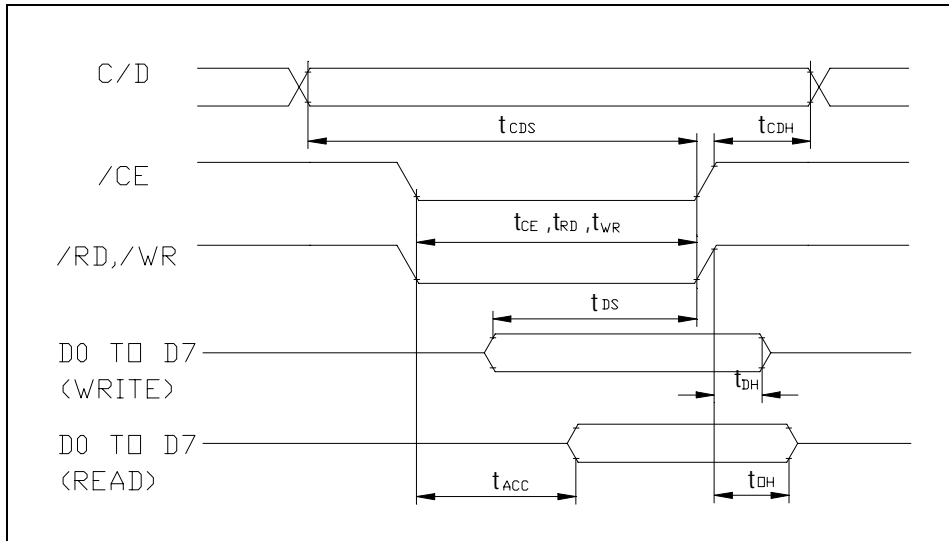 C/D
tCDS
tCDH
/CE
tCE ,tRD ,tWR
/RD,/WR
tDS
D0 TO D7
(WRITE)
tDH
D0 TO D7
(READ)
tACC
tOH